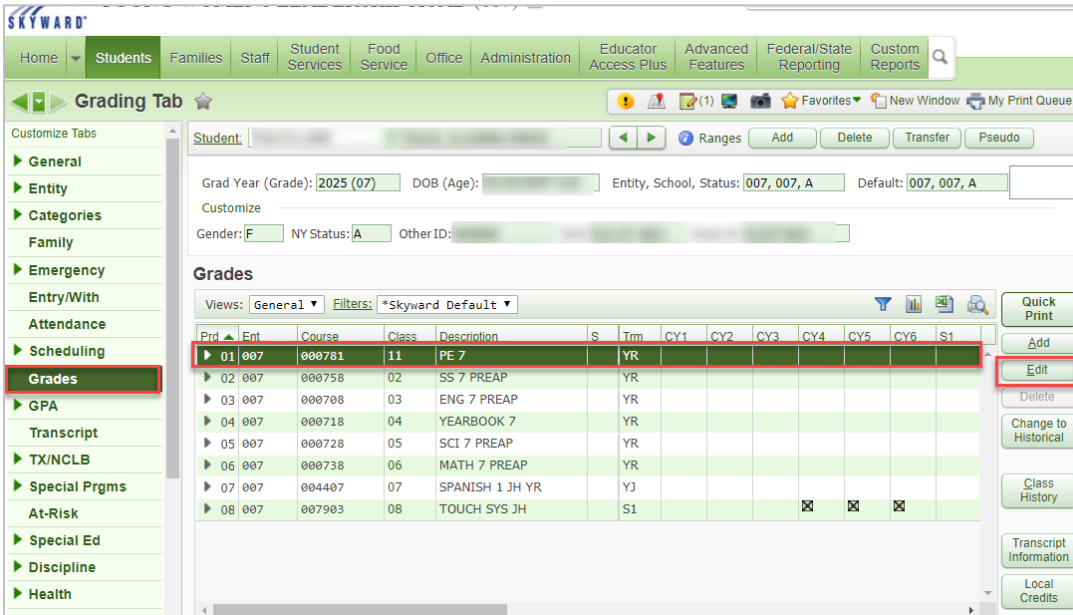 SKYWARD
Home Students Families Staff Student Services Food Service Office Administration Educator Access Plus Advanced Features Federal/State Reporting Custom Reports
Grading Tab (1) Favorites New Window My Print Queue
Customize Tabs
General
Entity
Categories
Family
Emergency
Entry/With
Attendance
Scheduling
Grades
GPA
Transcript
TX/NCLB
Special Prgms
At-Risk
Special Ed
Discipline
Health
Student: Ranges Add Delete Transfer Pseudo
Grad Year (Grade): 2025 (07) DOB (Age): Entity, School, Status: 007, 007, A Default: 007, 007, A
Customize
Gender: F NY Status: A Other ID:
Grades
Views: General Filters: *Skyward Default
Prd Ent Course Class Description S Trm CY1 CY2 CY3 CY4 CY5 CY6 S1
01 007 000781 11 PE 7 YR
02 007 000758 02 SS 7 PREAP YR
03 007 000708 03 ENG 7 PREAP YR
04 007 000718 04 YEARBOOK 7 YR
05 007 000728 05 SCI 7 PREAP YR
06 007 000738 06 MATH 7 PREAP YR
07 007 004407 07 SPANISH 1 JH YR YJ
08 007 007903 08 TOUCH SYS JH S1
Quick Print
Add
Edit
Delete
Change to Historical
Class History
Transcript Information
Local Credits